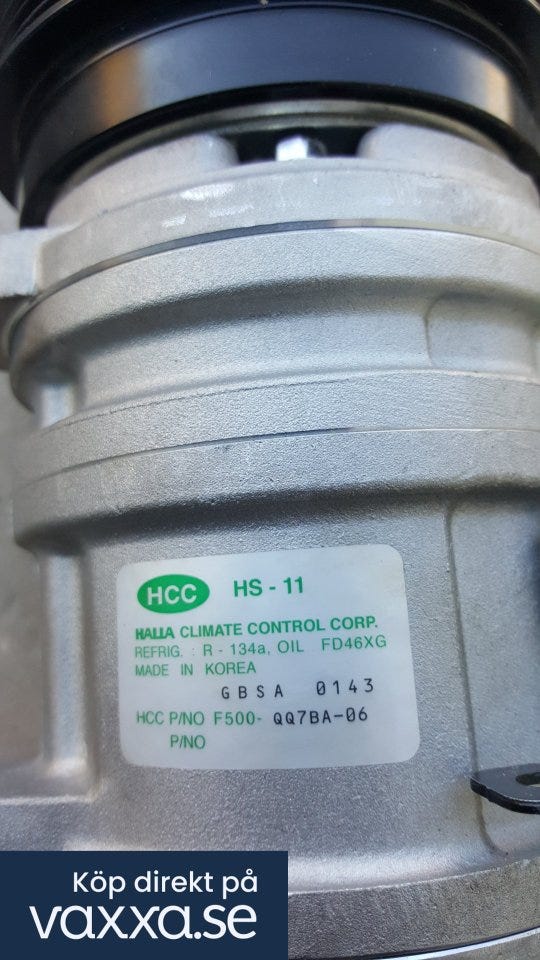 HCC HS - 11
HALLA CLIMATE CONTROL CORP.
REFRIG. : R - 134a, OIL FD46XG
MADE IN KOREA
GBSA 0143
HCC P/NO F500- QQ7BA-06
P/NO
Köp direkt på
vaxxa.se